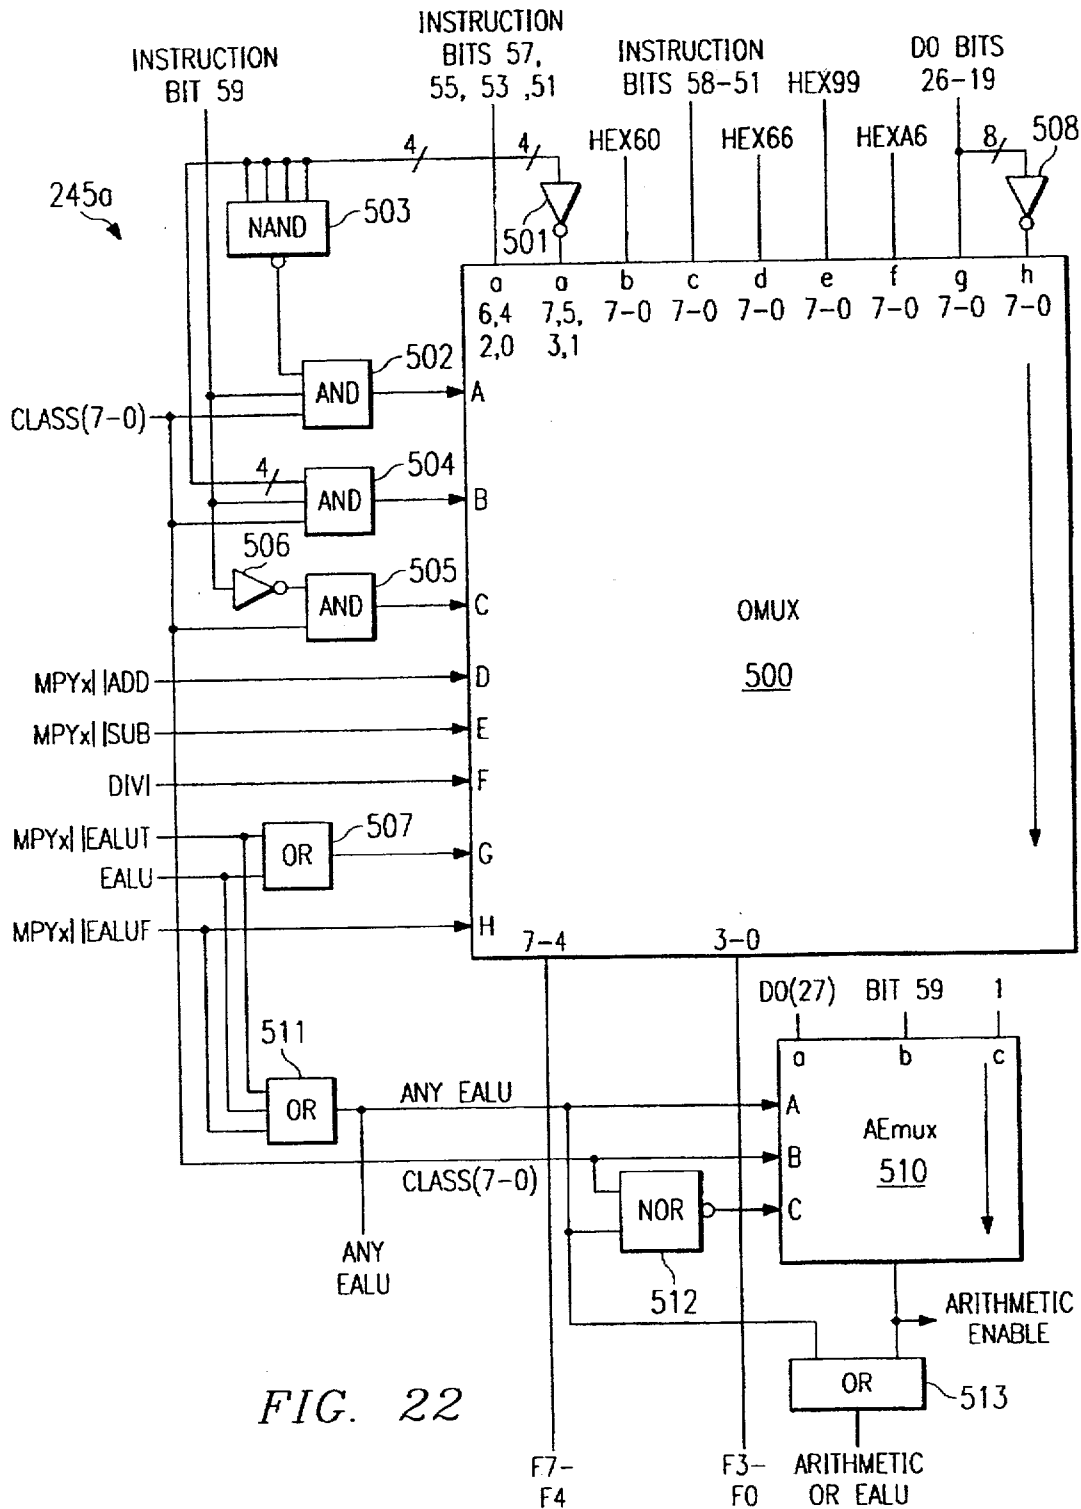 INSTRUCTION
BIT 59
INSTRUCTION
BITS 57,
55, 53 ,51
INSTRUCTION
BITS 58-51
HEX99
D0 BITS
26-19
HEX60
HEX66
HEXA6
508
4
4
8
245a
NAND
503
501
a
a
b
c
d
e
f
g
h
6,4
2,0
7,5,
3,1
7-0
7-0
7-0
7-0
7-0
7-0
7-0
502
AND
A
CLASS(7-0)
504
4
AND
B
506
505
AND
C
OMUX
500
MPYx||ADD
D
MPYx||SUB
E
DIVI
F
MPYx||EALUT
507
OR
G
EALU
MPYx||EALUF
H
7-4
3-0
D0(27)
BIT 59
1
511
a
b
c
OR
ANY EALU
A
AEmux
510
B
CLASS(7-0)
NOR
C
ANY
EALU
512
ARITHMETIC
ENABLE
OR
513
FIG. 22
F7-
F4
F3-
F0
ARITHMETIC
OR EALU